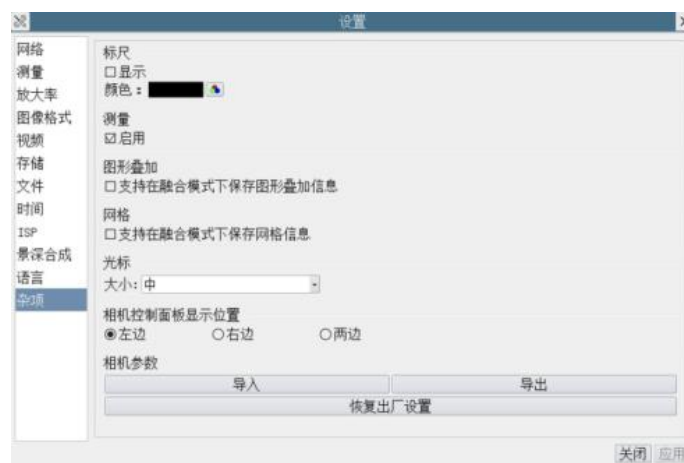 设置
网络
测量
放大率
图像格式
视频
存储
文件
时间
ISP
景深合成
语言
杂项
标尺
显示
颜色：
测量
启用
图形叠加
支持在融合模式下保存图形叠加信息
网格
支持在融合模式下保存网格信息
光标
大小：中
相机控制面板显示位置
左边 右边 两边
相机参数
导入 导出
恢复出厂设置
关闭 应用